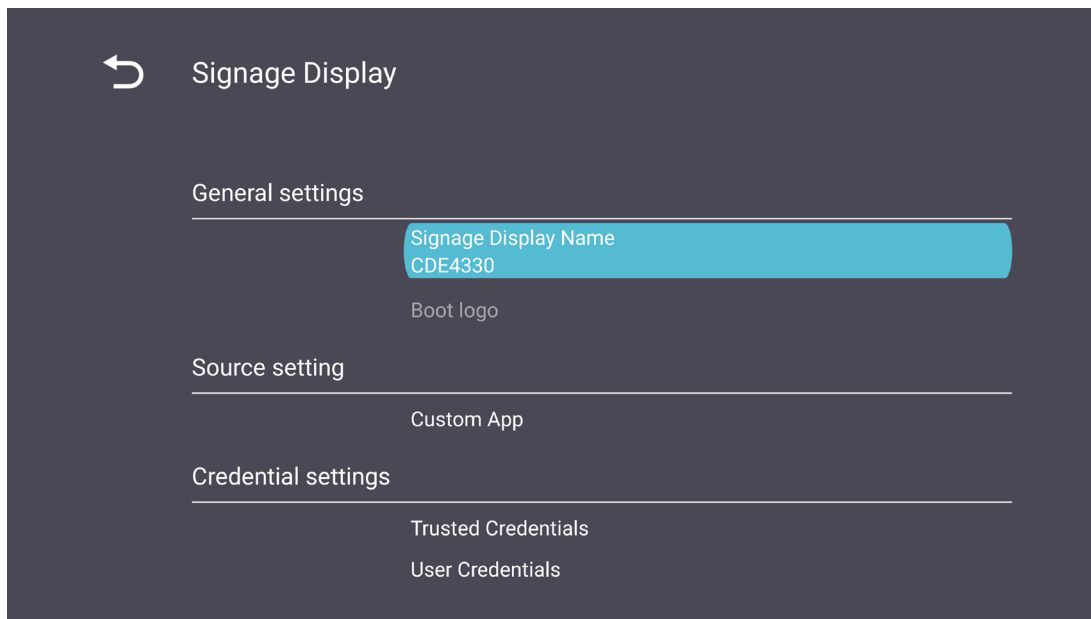 Signage Display
General settings
Signage Display Name
CDE4330
Boot logo
Source setting
Custom App
Credential settings
Trusted Credentials
User Credentials